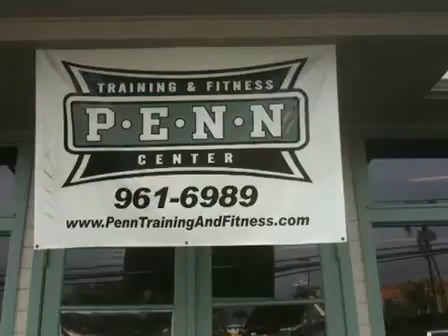 TRAINING & FITNESS
P·E·N·N
CENTER
961-6989
www.PennTrainingAndFitness.com